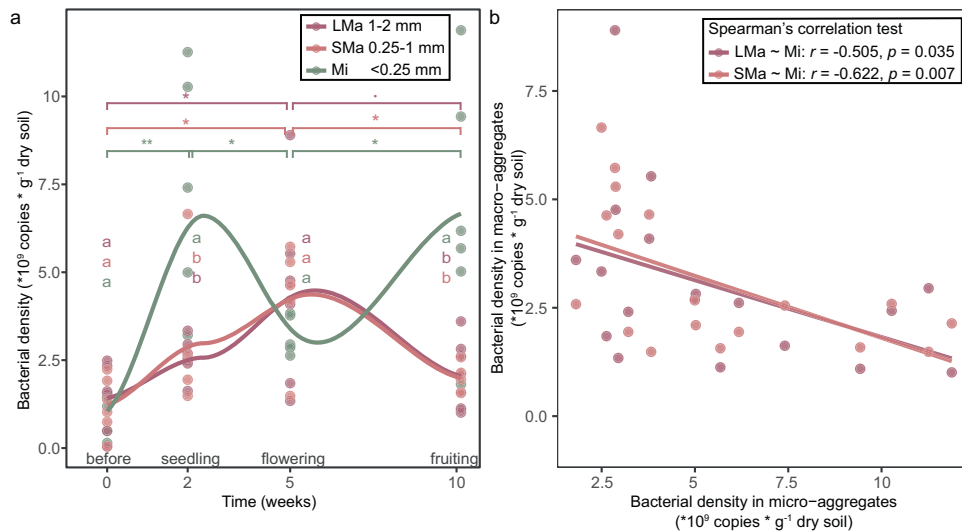 a
LMa 1-2 mm
SMa 0.25-1 mm
Mi <0.25 mm
Bacterial density (*10⁹ copies * g⁻¹ dry soil)
10
7.5
5.0
2.5
0.0
* .
* *
** * *
a a a a
a b a b
a b a b
before seedling flowering fruiting
0 2 5 10
Time (weeks)
b
Spearman's correlation test
LMa ~ Mi: r = -0.505, p = 0.035
SMa ~ Mi: r = -0.622, p = 0.007
Bacterial density in macro−aggregates
(*10⁹ copies * g⁻¹ dry soil)
7.5
5.0
2.5
0.0
2.5 5 7.5 10
Bacterial density in micro−aggregates
(*10⁹ copies * g⁻¹ dry soil)